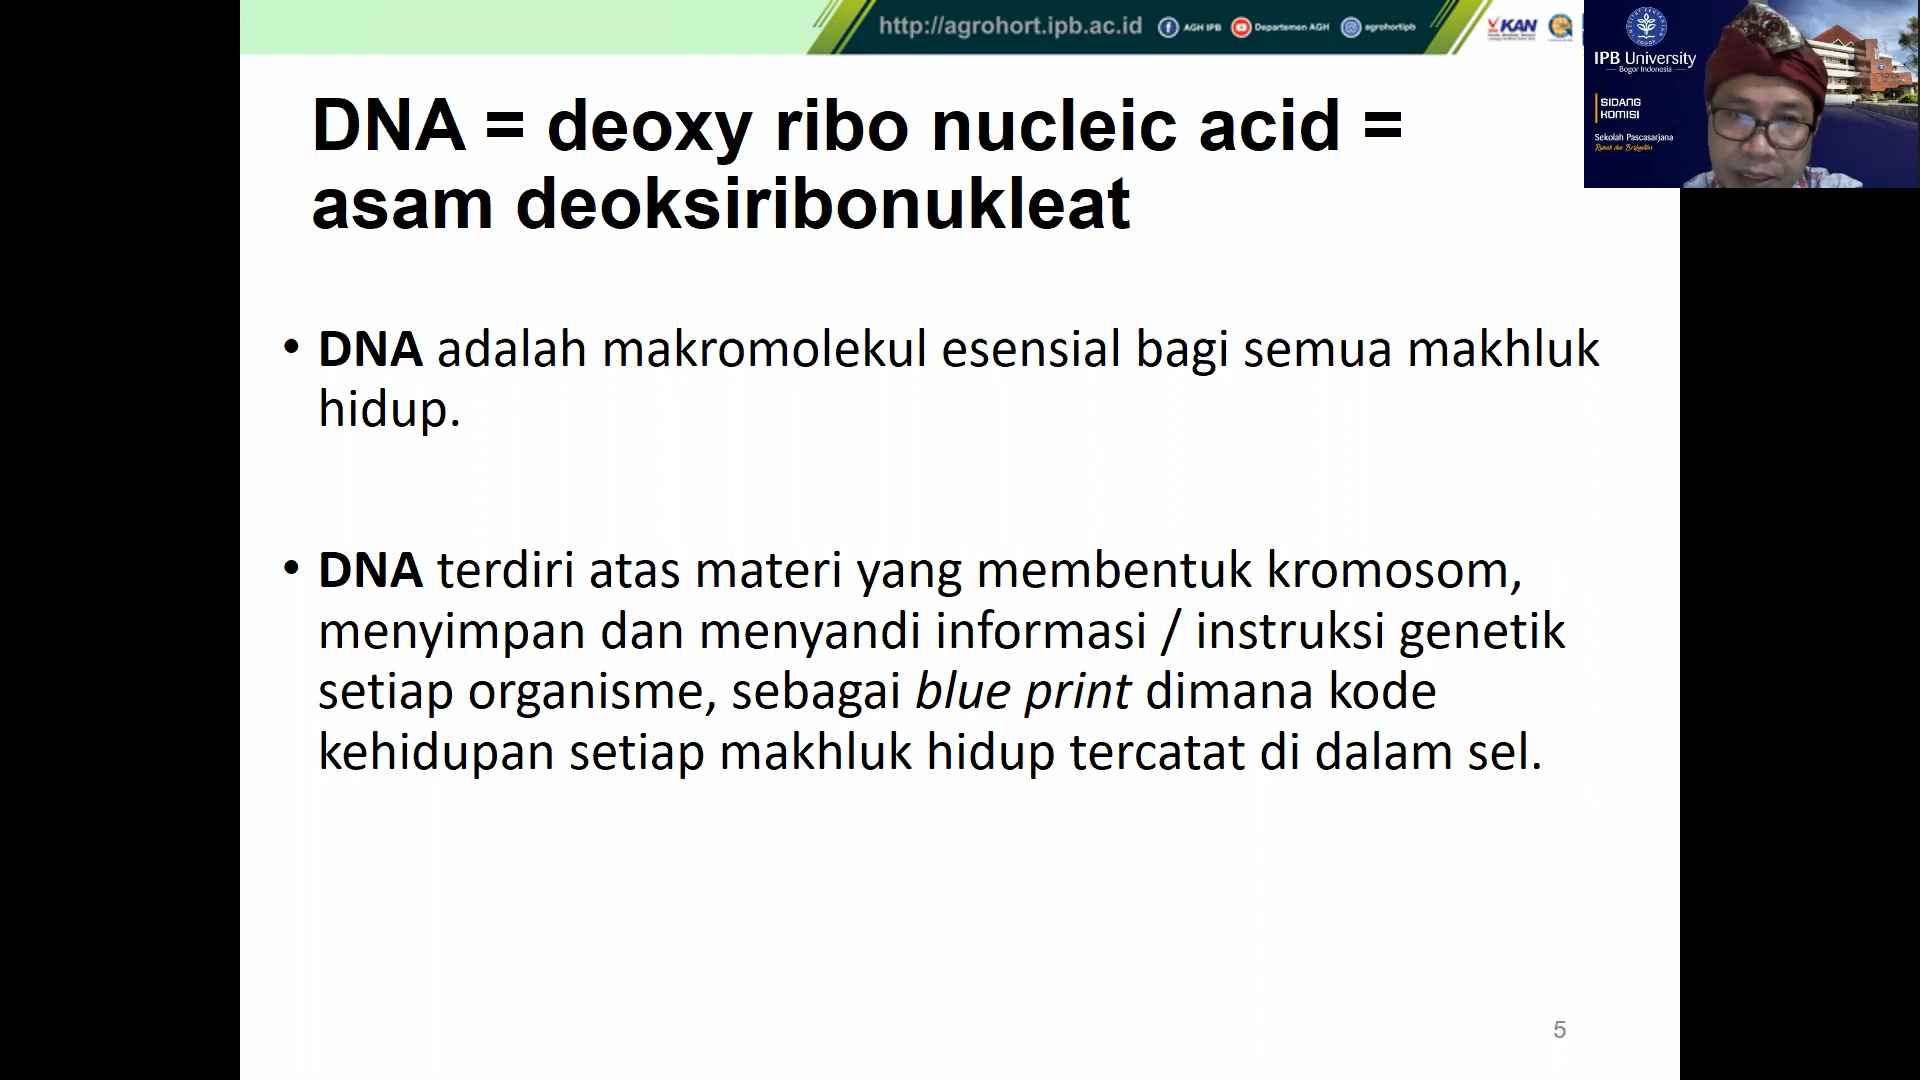 http://agrohort.ipb.ac.id AGH IPB Departemen AGH agrohortipb KAN
IPB University
Bogor Indonesia
SIDANG
KOMISI
Sekolah Pascasarjana
DNA = deoxy ribo nucleic acid =
asam deoksiribonukleat
• DNA adalah makromolekul esensial bagi semua makhluk
hidup.
• DNA terdiri atas materi yang membentuk kromosom,
menyimpan dan menyandi informasi / instruksi genetik
setiap organisme, sebagai blue print dimana kode
kehidupan setiap makhluk hidup tercatat di dalam sel.
5